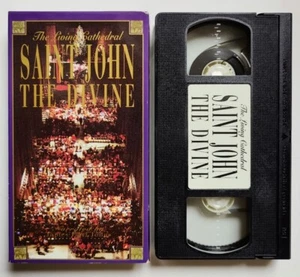 The Living Cathedral
SAINT JOHN
THE DIVINE
The Living Cathedral
SAINT JOHN
THE DIVINE